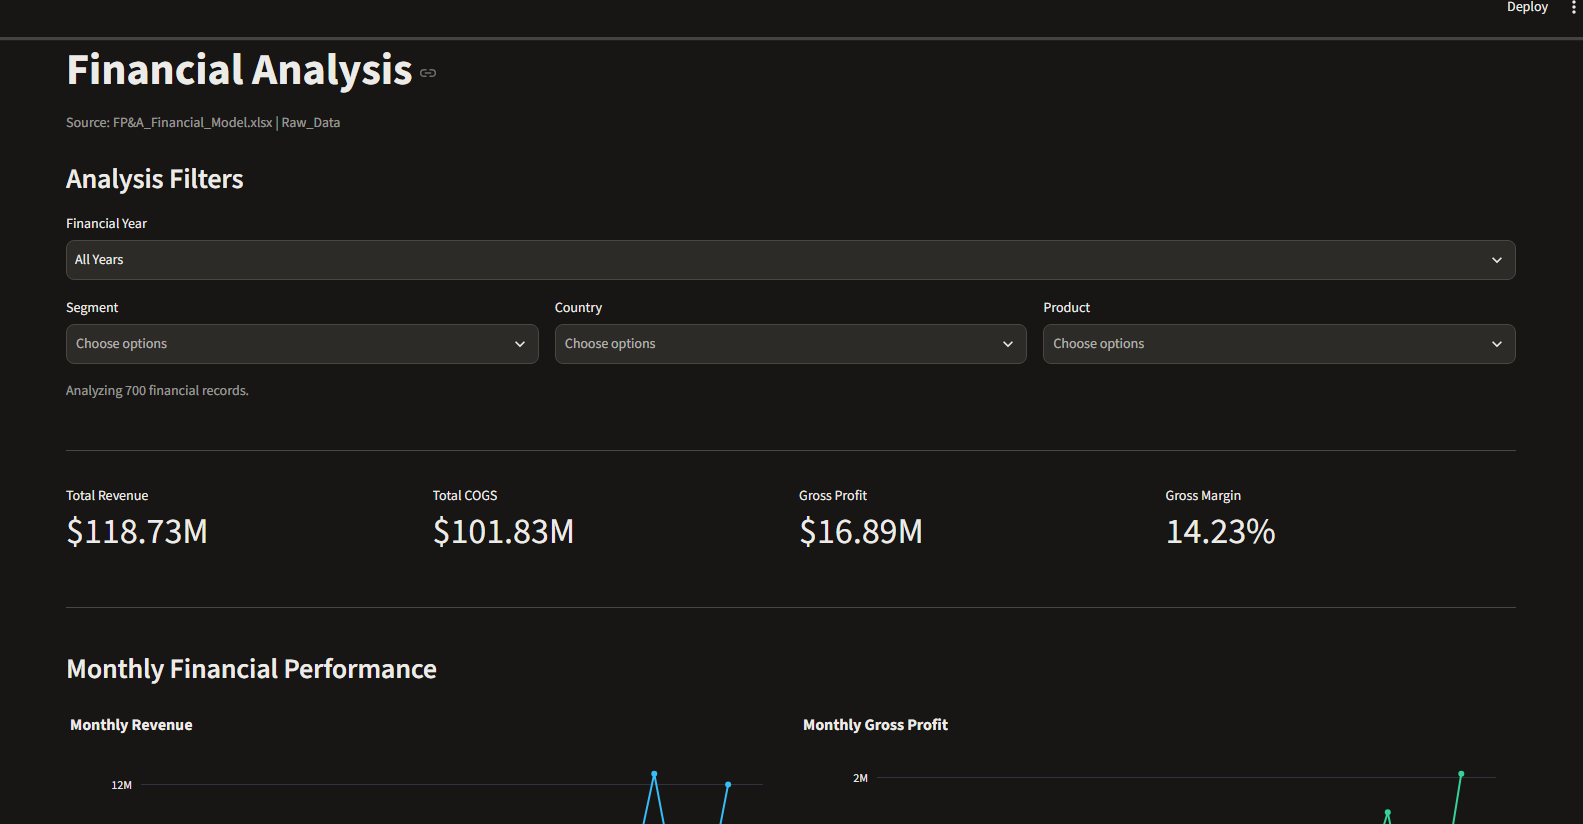 Deploy
Financial Analysis
Source: FP&A_Financial_Model.xlsx | Raw_Data
Analysis Filters
Financial Year
All Years
Segment Country Product
Choose options Choose options Choose options
Analyzing 700 financial records.
Total Revenue Total COGS Gross Profit Gross Margin
$118.73M $101.83M $16.89M 14.23%
Monthly Financial Performance
Monthly Revenue Monthly Gross Profit
12M 2M